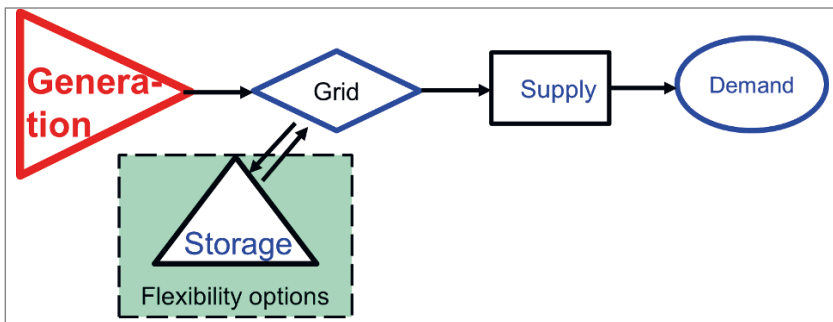 Genera-
tion
Grid
Supply
Demand
Storage
Flexibility options